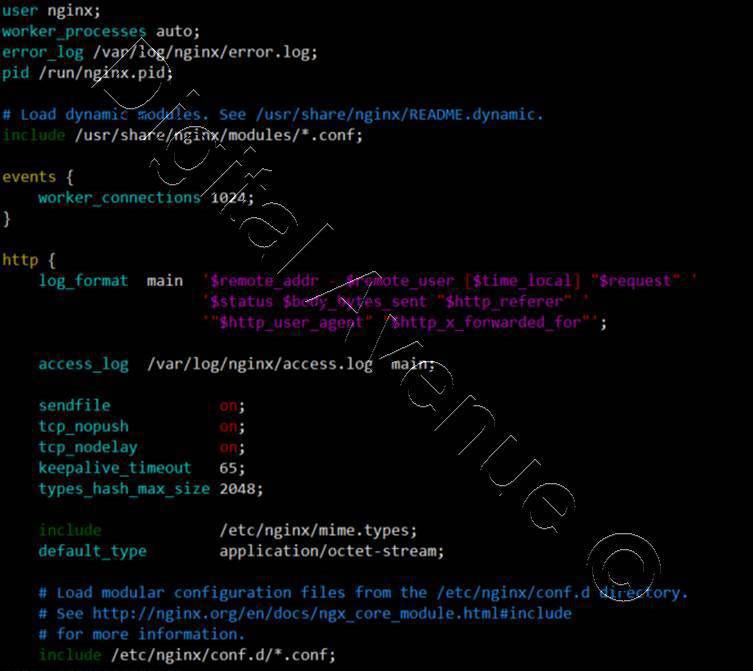 user nginx;
worker_processes auto;
error_log /var/log/nginx/error.log;
pid /run/nginx.pid;
# Load dynamic modules. See /usr/share/nginx/README.dynamic.
include /usr/share/nginx/modules/*.conf;
events {
    worker_connections 1024;
}
http {
    log_format  main  '$remote_addr - $remote_user [$time_local] "$request" '
                      '$status $body_bytes_sent "$http_referer" '
                      '"$http_user_agent" "$http_x_forwarded_for"';
    access_log  /var/log/nginx/access.log  main;
    sendfile            on;
    tcp_nopush          on;
    tcp_nodelay         on;
    keepalive_timeout   65;
    types_hash_max_size 2048;
    include             /etc/nginx/mime.types;
    default_type        application/octet-stream;
    # Load modular configuration files from the /etc/nginx/conf.d directory.
    # See http://nginx.org/en/docs/ngx_core_module.html#include
    # for more information.
    include /etc/nginx/conf.d/*.conf;
Digital Avenue ©